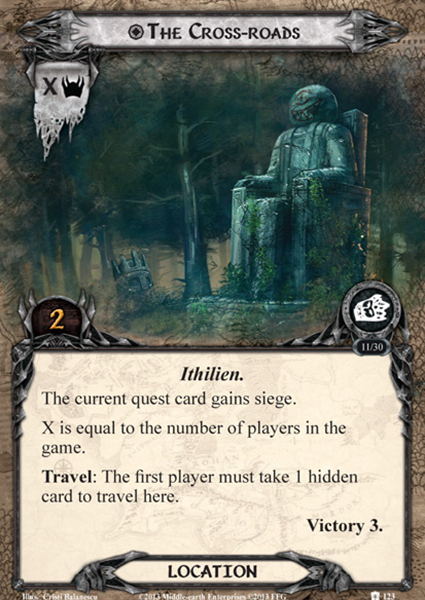 The Cross-roads
X
2
11/30
Ithilien.
The current quest card gains siege.
X is equal to the number of players in the
game.
Travel: The first player must take 1 hidden
card to travel here.
Victory 3.
LOCATION
Illus. Cristi Balanescu ©2013 Middle-earth Enterprises ©2013 FFG 123